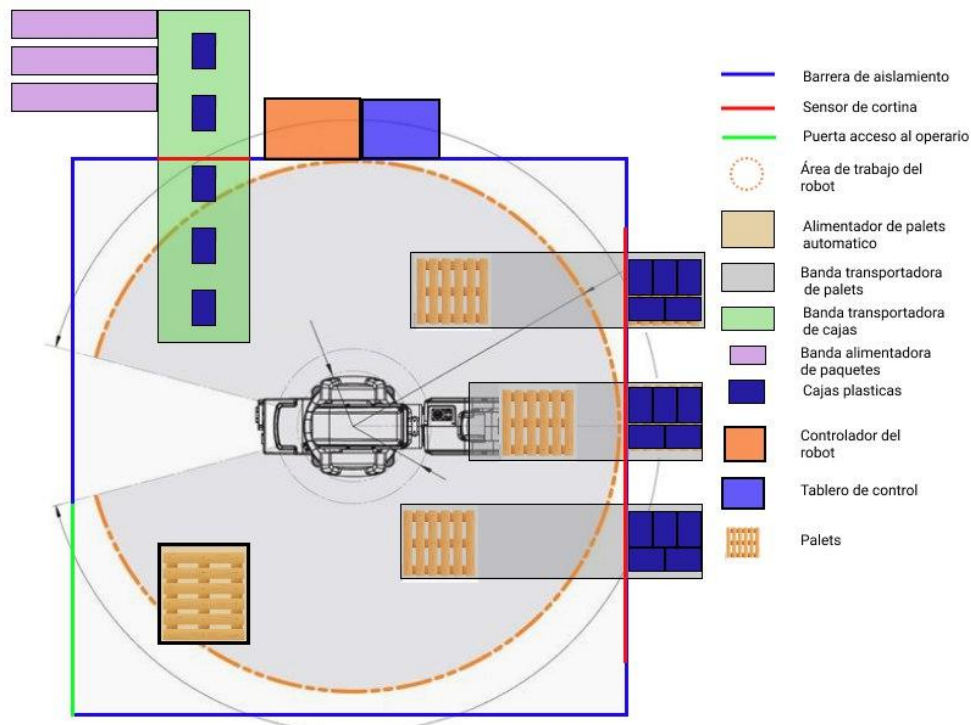 Barrera de aislamiento
Sensor de cortina
Puerta acceso al operario
Área de trabajo del
robot
Alimentador de palets
automatico
Banda transportadora
de palets
Banda transportadora
de cajas
Banda alimentadora
de paquetes
Cajas plasticas
Controlador del
robot
Tablero de control
Palets